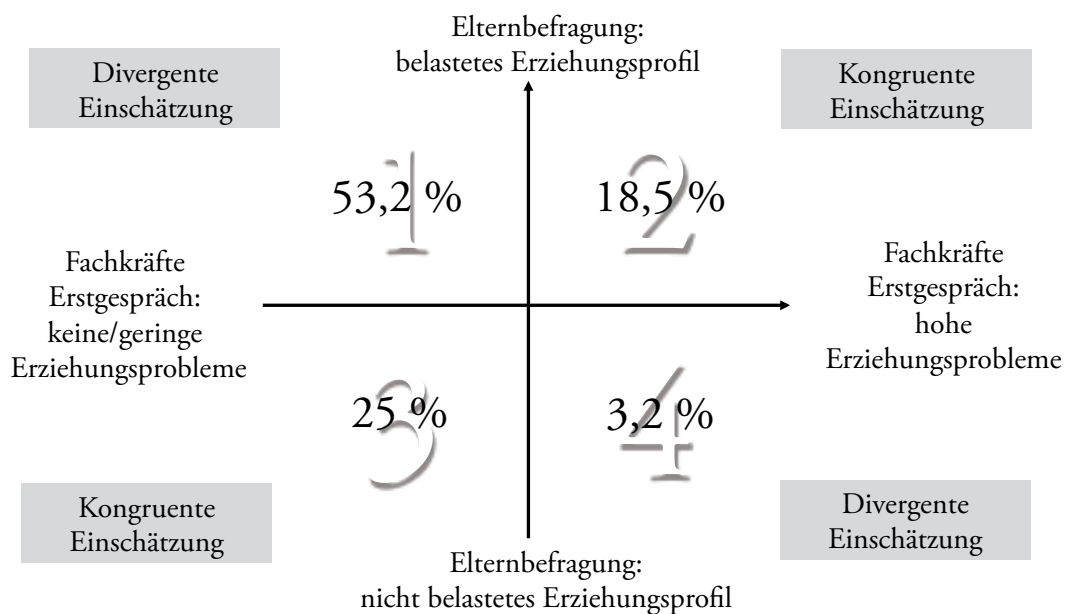 Elternbefragung:
belastetes Erziehungsprofil
Divergente
Einschätzung
Kongruente
Einschätzung
1
53,2 %
2
18,5 %
Fachkräfte
Erstgespräch:
keine/geringe
Erziehungsprobleme
Fachkräfte
Erstgespräch:
hohe
Erziehungsprobleme
3
25 %
4
3,2 %
Kongruente
Einschätzung
Divergente
Einschätzung
Elternbefragung:
nicht belastetes Erziehungsprofil